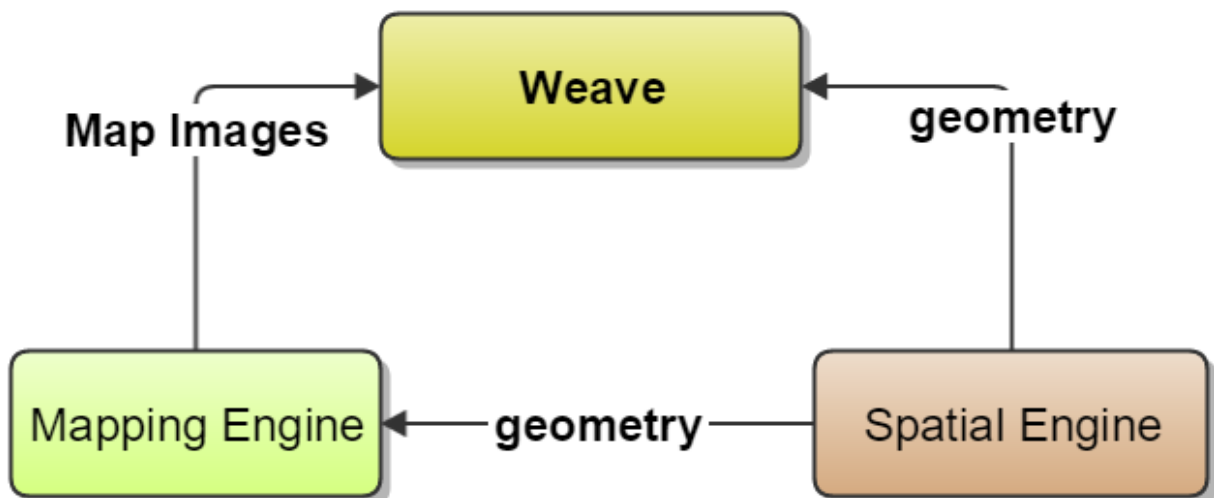 Weave
Map Images
geometry
Mapping Engine
geometry
Spatial Engine